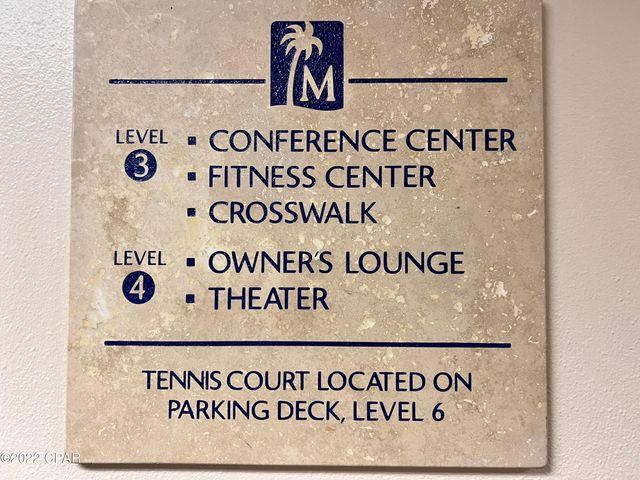 M
LEVEL 3
▪ CONFERENCE CENTER
▪ FITNESS CENTER
▪ CROSSWALK
LEVEL 4
▪ OWNER'S LOUNGE
▪ THEATER
TENNIS COURT LOCATED ON
PARKING DECK, LEVEL 6
©2022 CPAR